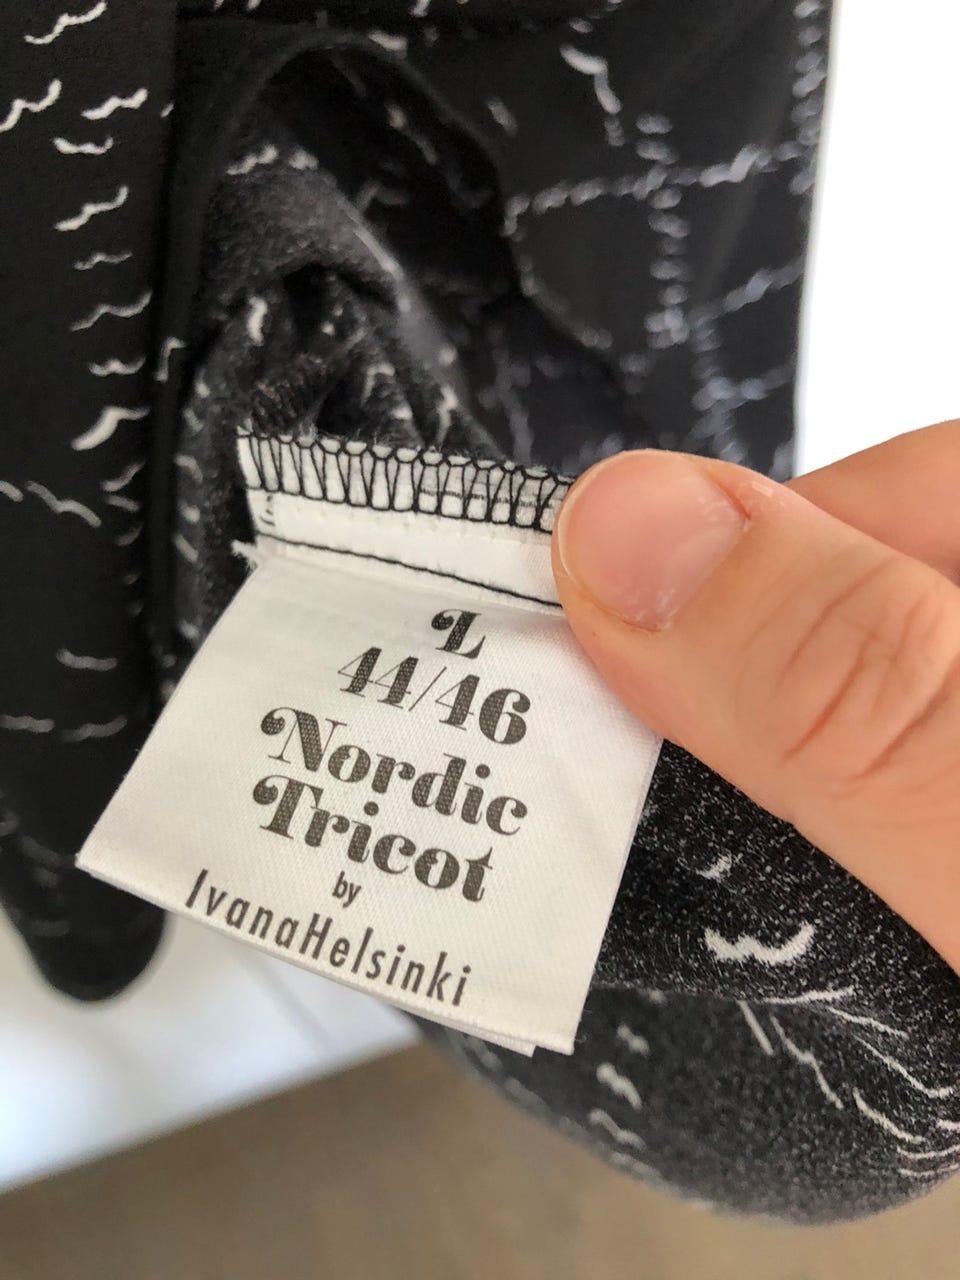 L
44/46
Nordic
Tricot
by
IvanaHelsinki